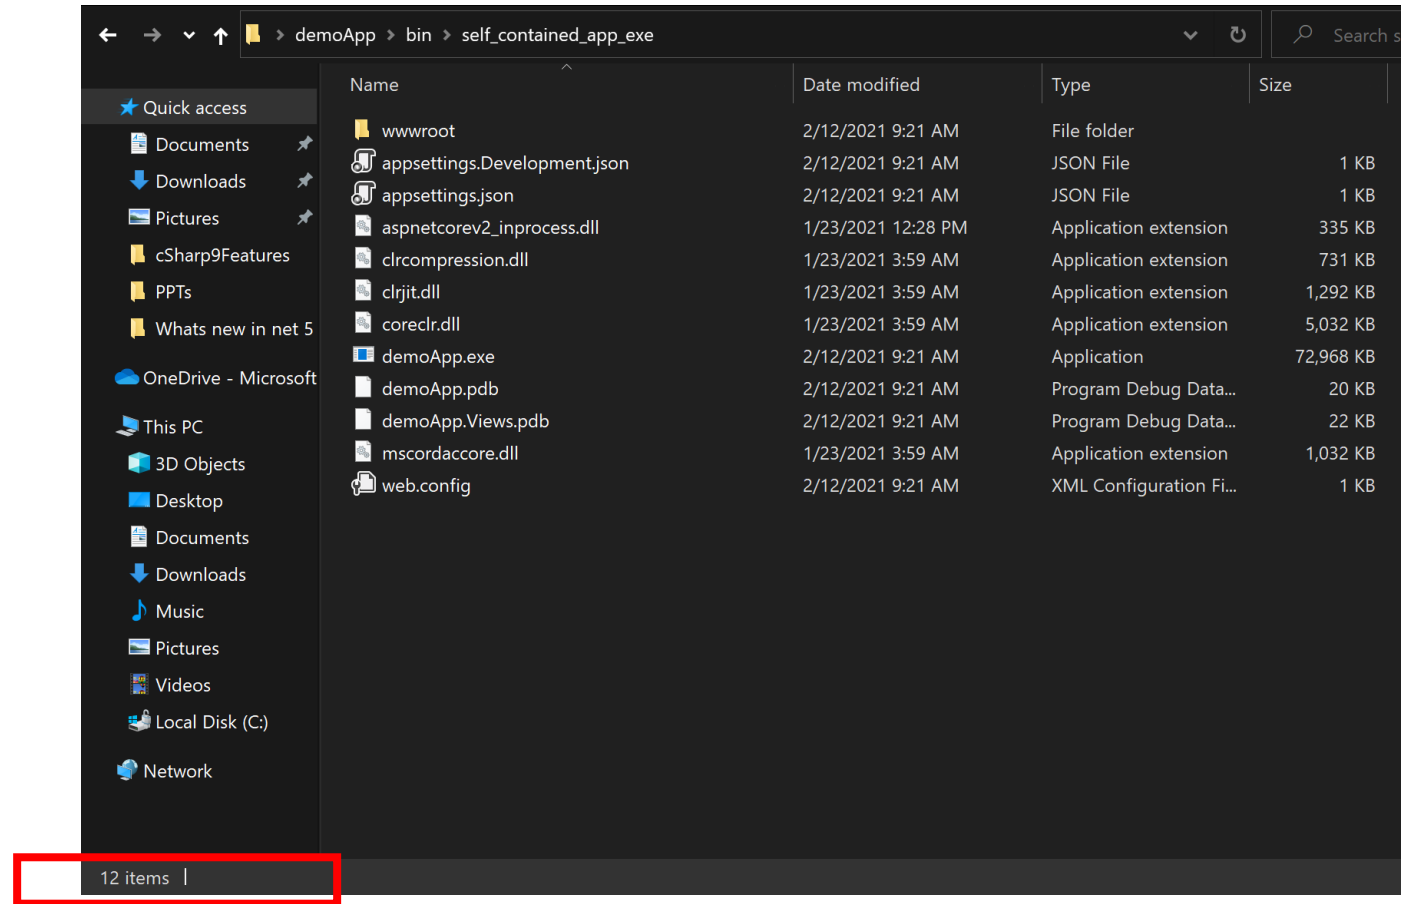 demoApp > bin > self_contained_app_exe
Search s
Name Date modified Type Size
Quick access
Documents
Downloads
Pictures
cSharp9Features
PPTs
Whats new in net 5
OneDrive - Microsoft
This PC
3D Objects
Desktop
Documents
Downloads
Music
Pictures
Videos
Local Disk (C:)
Network
wwwroot 2/12/2021 9:21 AM File folder
appsettings.Development.json 2/12/2021 9:21 AM JSON File 1 KB
appsettings.json 2/12/2021 9:21 AM JSON File 1 KB
aspnetcorev2_inprocess.dll 1/23/2021 12:28 PM Application extension 335 KB
clrcompression.dll 1/23/2021 3:59 AM Application extension 731 KB
clrjit.dll 1/23/2021 3:59 AM Application extension 1,292 KB
coreclr.dll 1/23/2021 3:59 AM Application extension 5,032 KB
demoApp.exe 2/12/2021 9:21 AM Application 72,968 KB
demoApp.pdb 2/12/2021 9:21 AM Program Debug Data... 20 KB
demoApp.Views.pdb 2/12/2021 9:21 AM Program Debug Data... 22 KB
mscordaccore.dll 1/23/2021 3:59 AM Application extension 1,032 KB
web.config 2/12/2021 9:21 AM XML Configuration Fi... 1 KB
12 items